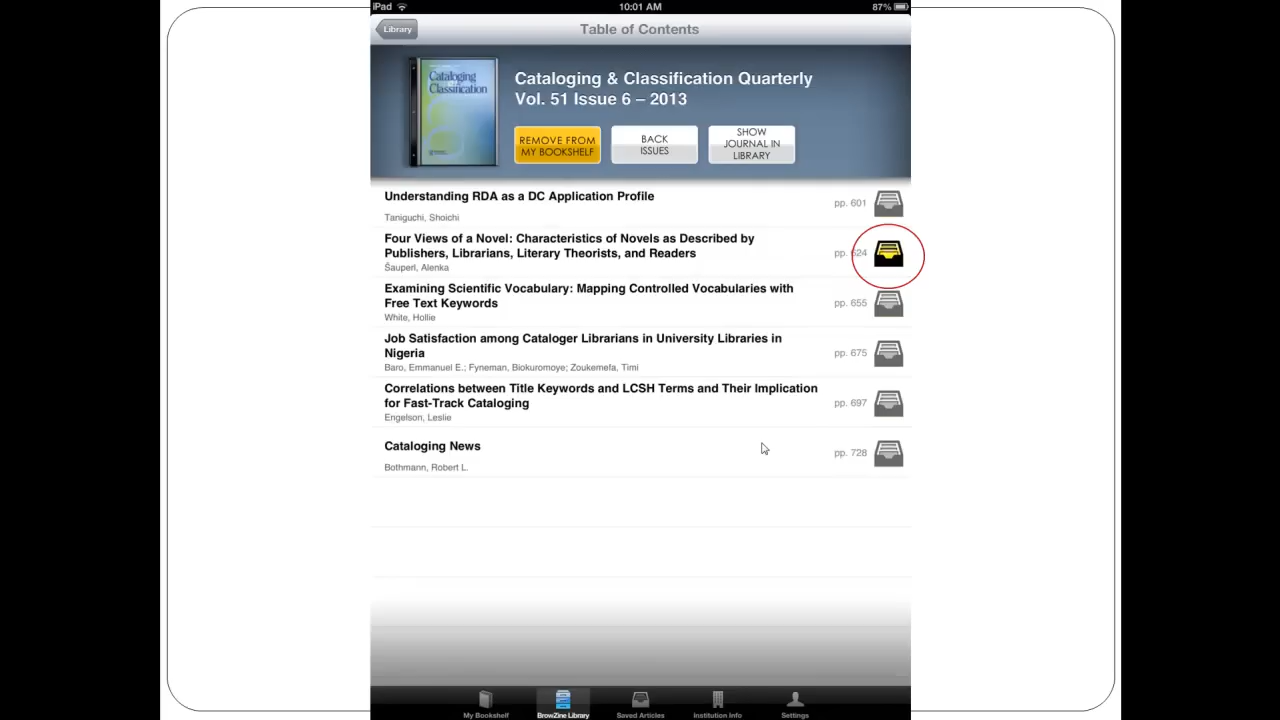 iPad 10:01 AM 87%
Library Table of Contents
Cataloging
Classification
Cataloging & Classification Quarterly
Vol. 51 Issue 6 – 2013
REMOVE FROM
MY BOOKSHELF
BACK
ISSUES
SHOW
JOURNAL IN
LIBRARY
Understanding RDA as a DC Application Profile
pp. 601
Taniguchi, Shoichi
Four Views of a Novel: Characteristics of Novels as Described by
Publishers, Librarians, Literary Theorists, and Readers
pp. 624
Šauperl, Alenka
Examining Scientific Vocabulary: Mapping Controlled Vocabularies with
Free Text Keywords
pp. 655
White, Hollie
Job Satisfaction among Cataloger Librarians in University Libraries in
Nigeria
pp. 675
Baro, Emmanuel E.; Fyneman, Biokuromoye; Zoukemefa, Timi
Correlations between Title Keywords and LCSH Terms and Their Implication
for Fast-Track Cataloging
pp. 697
Engelson, Leslie
Cataloging News
pp. 728
Bothmann, Robert L.
My Bookshelf BrowZine Library Saved Articles Institution Info Settings